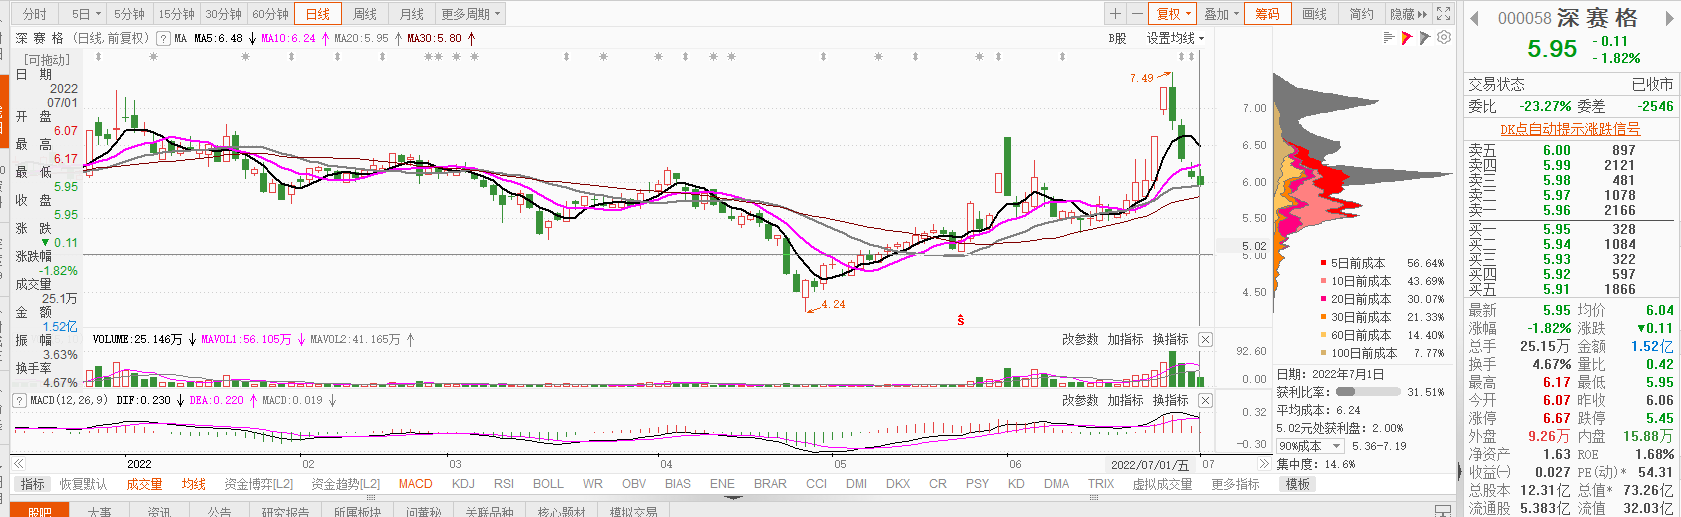 分时 5日 5分钟 15分钟 30分钟 60分钟 日线 周线 月线 更多周期
复权 叠加 筹码 画线 简约 隐藏
深赛格 (日线,前复权) ? MA MA5:6.48 ↓ MA10:6.24 ↑ MA20:5.95 ↑ MA30:5.80 ↑
B股 设置均线
[可拖动]
日期
2022
07/01
开盘
6.07
最高
6.17
最低
5.95
收盘
5.95
涨跌
▼0.11
涨跌幅
-1.82%
成交量
25.1万
金额
1.52亿
振幅
3.63%
换手率
4.67%
7.49
4.24
7.00
6.50
6.00
5.50
5.02
5.00
4.50
VOLUME:25.146万 ↓ MAVOL1:56.105万 ↓ MAVOL2:41.165万 ↑
改参数 加指标 换指标
92.60
0.00
? MACD(12,26,9) DIF:0.230 ↓ DEA:0.220 ↑ MACD:0.019 ↓
改参数 加指标 换指标
0.32
-0.30
2022 02 03 04 05 06 2022/07/01/五 07
指标 恢复默认 成交量 均线 资金博弈[L2] 资金趋势[L2] MACD KDJ RSI BOLL WR OBV BIAS ENE BRAR CCI DMI DKX CR PSY KD DMA TRIX 虚拟成交量 更多指标 模板
股吧 大事 资讯 公告 研究报告 所属板块 问董秘 关联品种 核心题材 模拟交易
5日前成本 56.64%
10日前成本 43.69%
20日前成本 30.07%
30日前成本 21.33%
60日前成本 14.40%
100日前成本 7.77%
日期: 2022年7月1日
获利比率: 31.51%
平均成本: 6.24
5.02元处获利盘: 2.00%
90%成本 5.36-7.19
集中度: 14.6%
000058 深赛格
5.95 -0.11
-1.82%
交易状态 已收市
委比 -23.27% 委差 -2546
DK点自动提示涨跌信号
卖五 6.00 897
卖四 5.99 2121
卖三 5.98 481
卖二 5.97 1078
卖一 5.96 2166
买一 5.95 328
买二 5.94 1084
买三 5.93 322
买四 5.92 597
买五 5.91 1866
最新 5.95 均价 6.04
涨幅 -1.82% 涨跌 ▼0.11
总手 25.15万 金额 1.52亿
换手 4.67% 量比 0.42
最高 6.17 最低 5.95
今开 6.07 昨收 6.06
涨停 6.67 跌停 5.45
外盘 9.26万 内盘 15.88万
净资产 1.63 ROE 1.68%
收益(一) 0.027 PE(动)* 54.31
总股本 12.31亿 总值* 73.26亿
流通股 5.383亿 流值 32.03亿